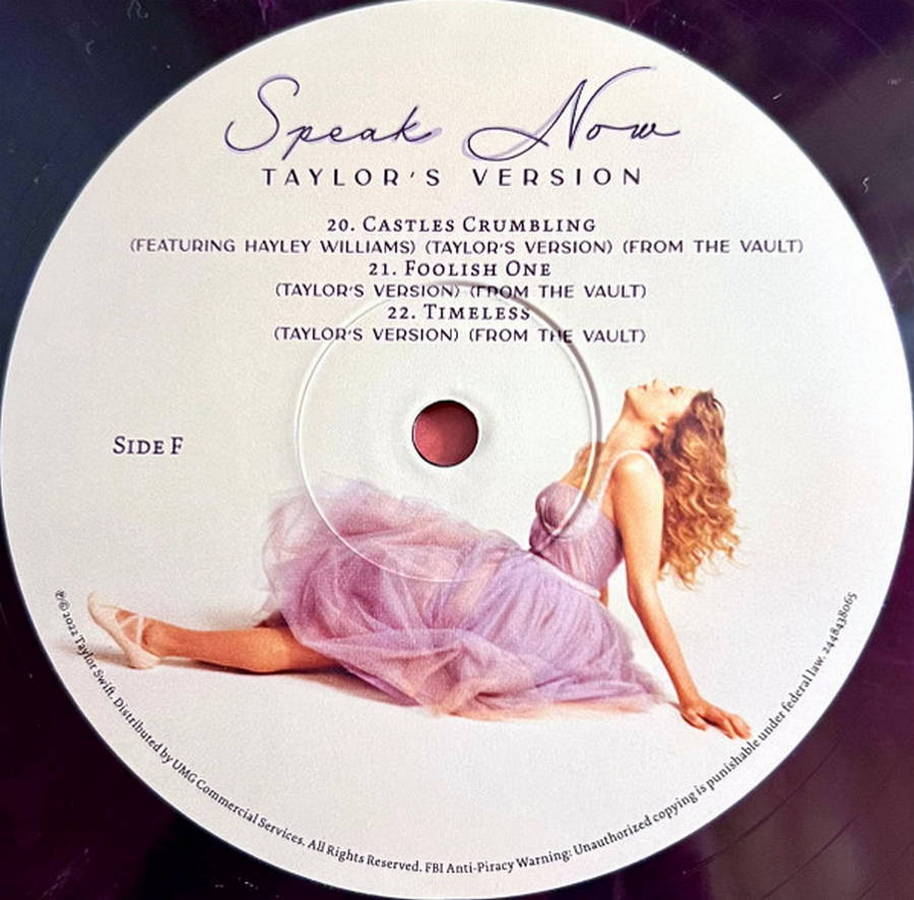 Speak Now
TAYLOR'S VERSION
20. CASTLES CRUMBLING
(FEATURING HAYLEY WILLIAMS) (TAYLOR'S VERSION) (FROM THE VAULT)
21. FOOLISH ONE
(TAYLOR'S VERSION) (FROM THE VAULT)
22. TIMELESS
(TAYLOR'S VERSION) (FROM THE VAULT)
SIDE F
℗© 2022 Taylor Swift. Distributed by UMG Commercial Services. All Rights Reserved. FBI Anti-Piracy Warning: Unauthorized copying is punishable under federal law. 2448438065